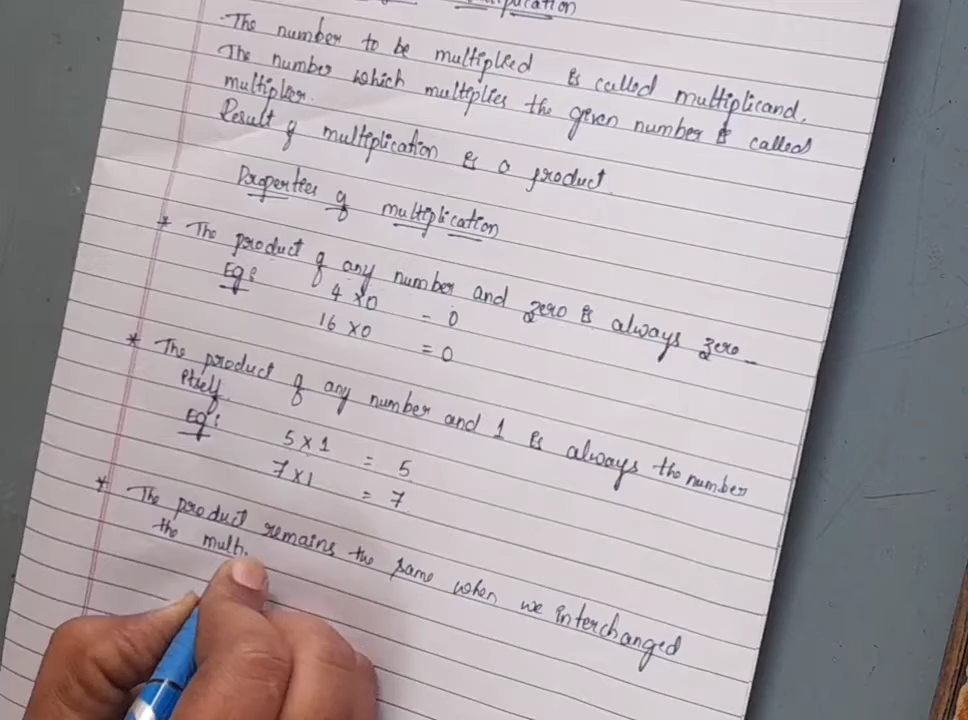 The number to be multiplied is called multiplicand.
The number which multiplies the given number is called
multiplier.
Result of multiplication is a product.
Properties of multiplication
* The product of any number and zero is always zero
Eg:
4 x 0 = 0
16 x 0 = 0
* The product of any number and 1 is always the number
itself.
Eg:
5 x 1 = 5
7 x 1 = 7
* The product remains the same when we interchanged
the multi